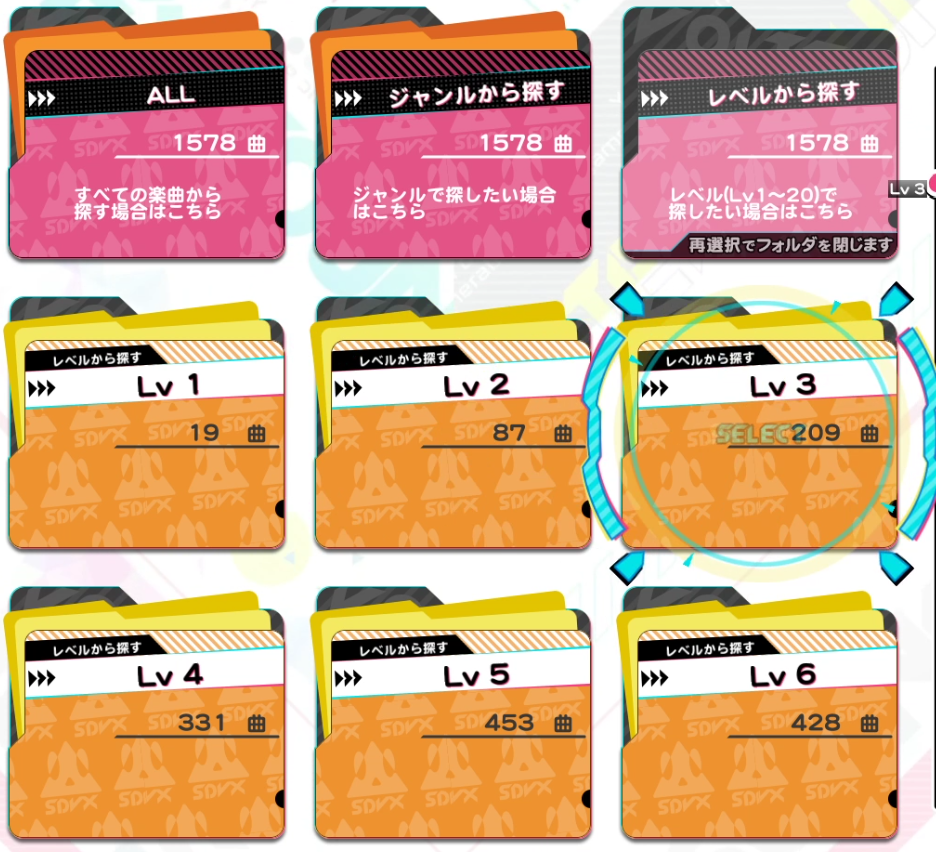 ALL
1578 曲
すべての楽曲から
探す場合はこちら
ジャンルから探す
1578 曲
ジャンルで探したい場合
はこちら
レベルから探す
1578 曲
レベル(Lv1～20)で
探したい場合はこちら
再選択でフォルダを閉じます
Lv 3
レベルから探す
Lv 1
19 曲
SDVX
レベルから探す
Lv 2
87 曲
SDVX
レベルから探す
Lv 3
SELECT
209 曲
SDVX
レベルから探す
Lv 4
331 曲
SDVX
レベルから探す
Lv 5
453 曲
SDVX
レベルから探す
Lv 6
428 曲
SDVX